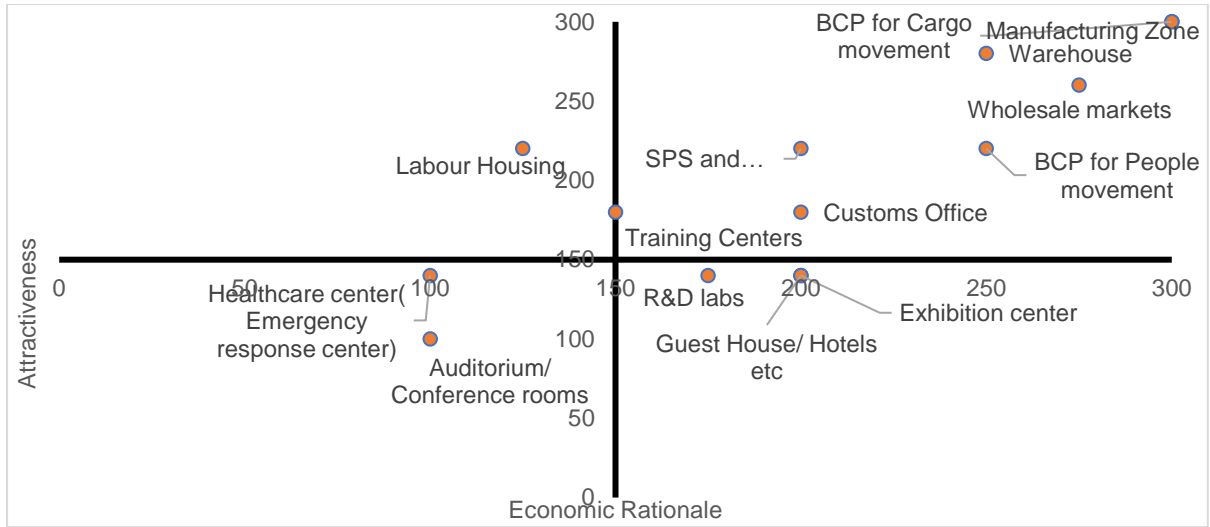 300
BCP for Cargo
movement
Manufacturing Zone
Warehouse
250
Wholesale markets
Labour Housing
SPS and…
BCP for People
movement
200
Customs Office
Training Centers
150
Attractiveness
0
50
100
150
200
250
300
Healthcare center(
Emergency
response center)
R&D labs
Exhibition center
Guest House/ Hotels
etc
100
Auditorium/
Conference rooms
50
0
Economic Rationale